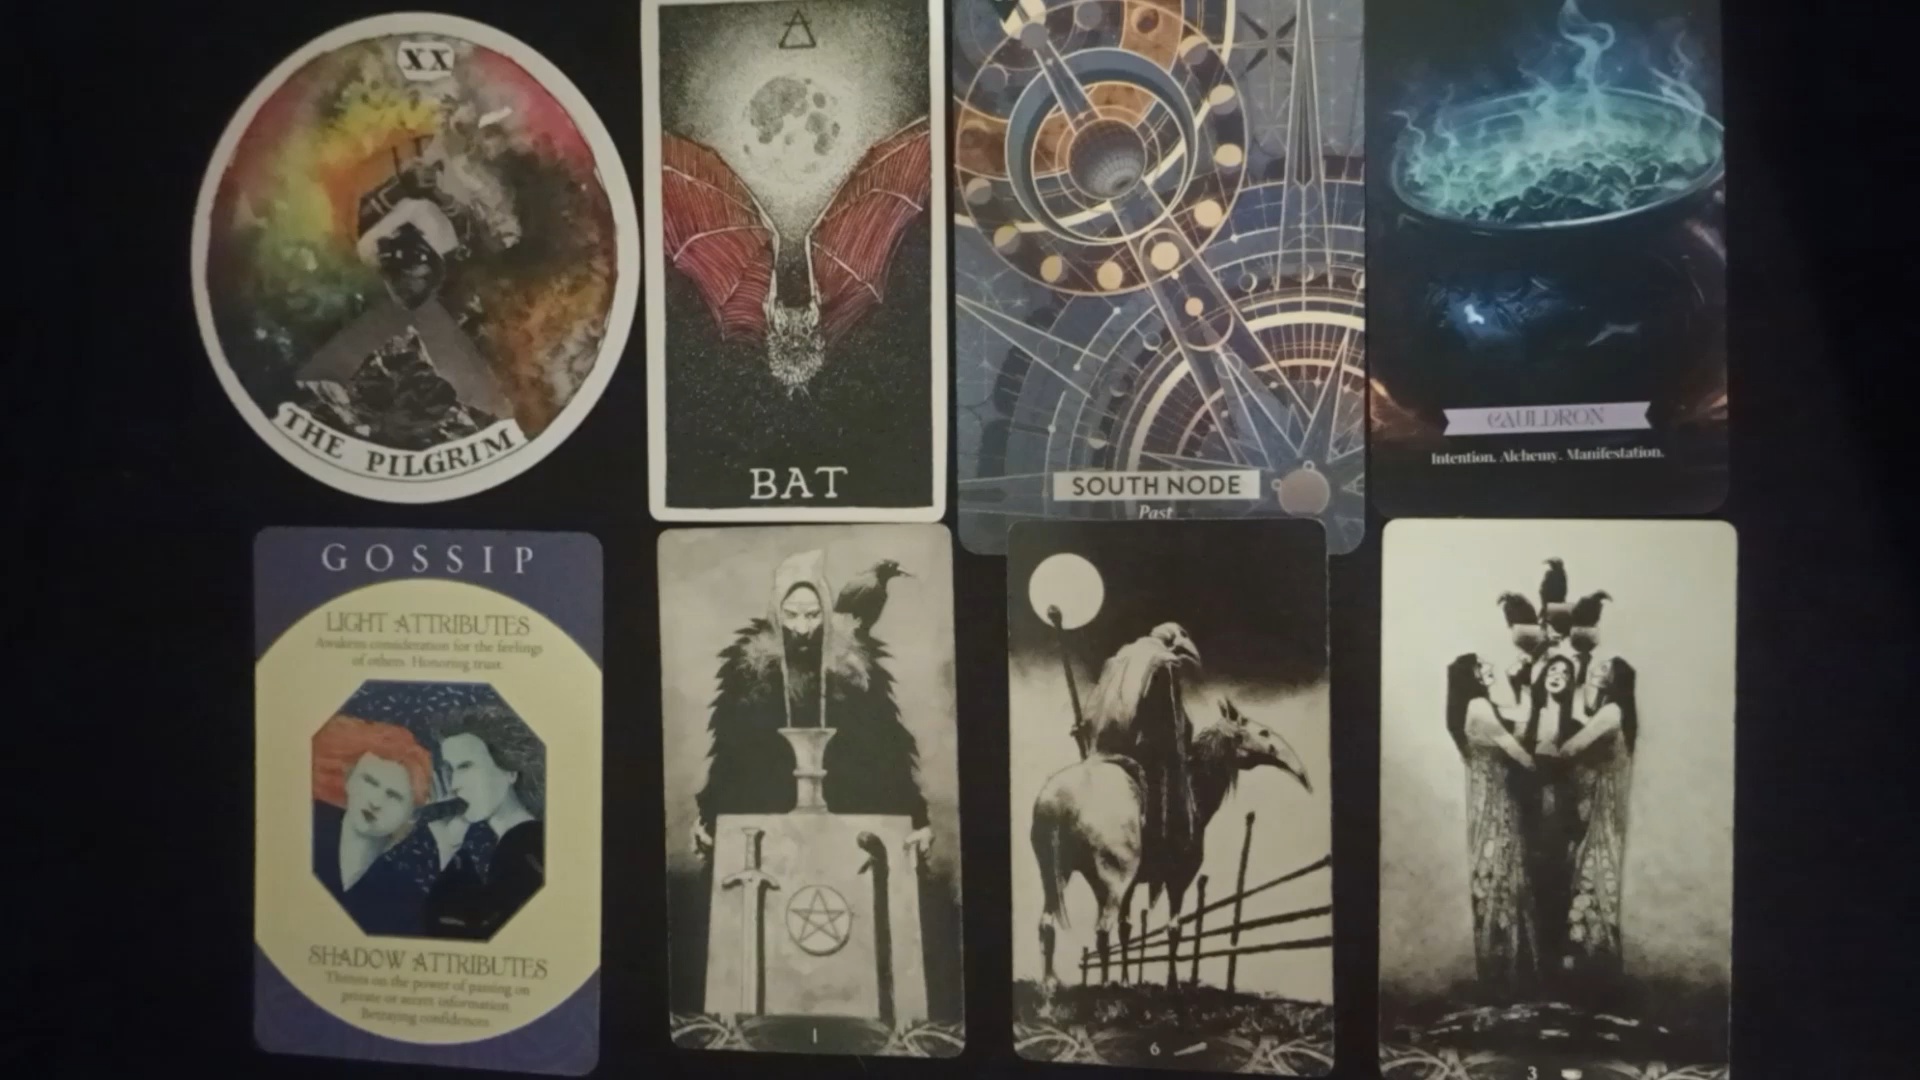 XX
THE PILGRIM
BAT
SOUTH NODE
Past
CAULDRON
Intention. Alchemy. Manifestation.
GOSSIP
LIGHT ATTRIBUTES
Awakens consideration for the feelings
of others. Honoring trust.
SHADOW ATTRIBUTES
Thrives on the power of passing on
private or secret information.
Betraying confidences.
1
6
3